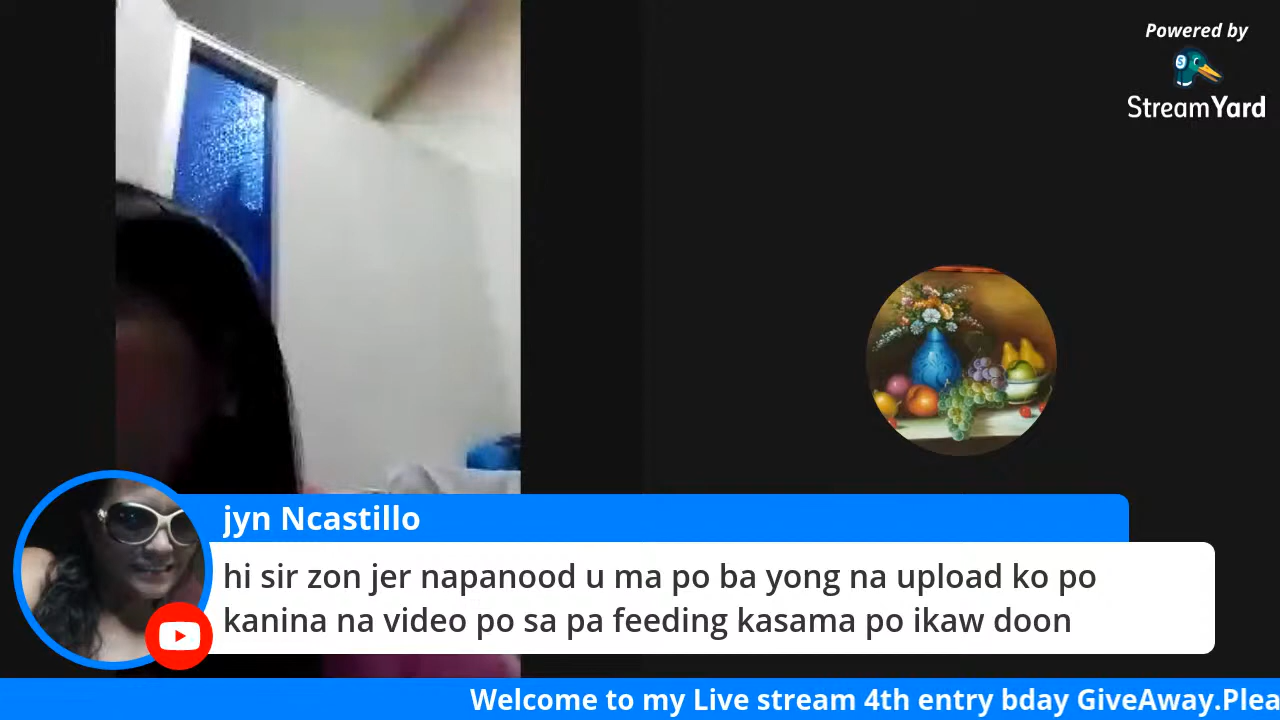 Powered by
StreamYard
jyn Ncastillo
hi sir zon jer napanood u ma po ba yong na upload ko po
kanina na video po sa pa feeding kasama po ikaw doon
Welcome to my Live stream 4th entry bday GiveAway.Plea